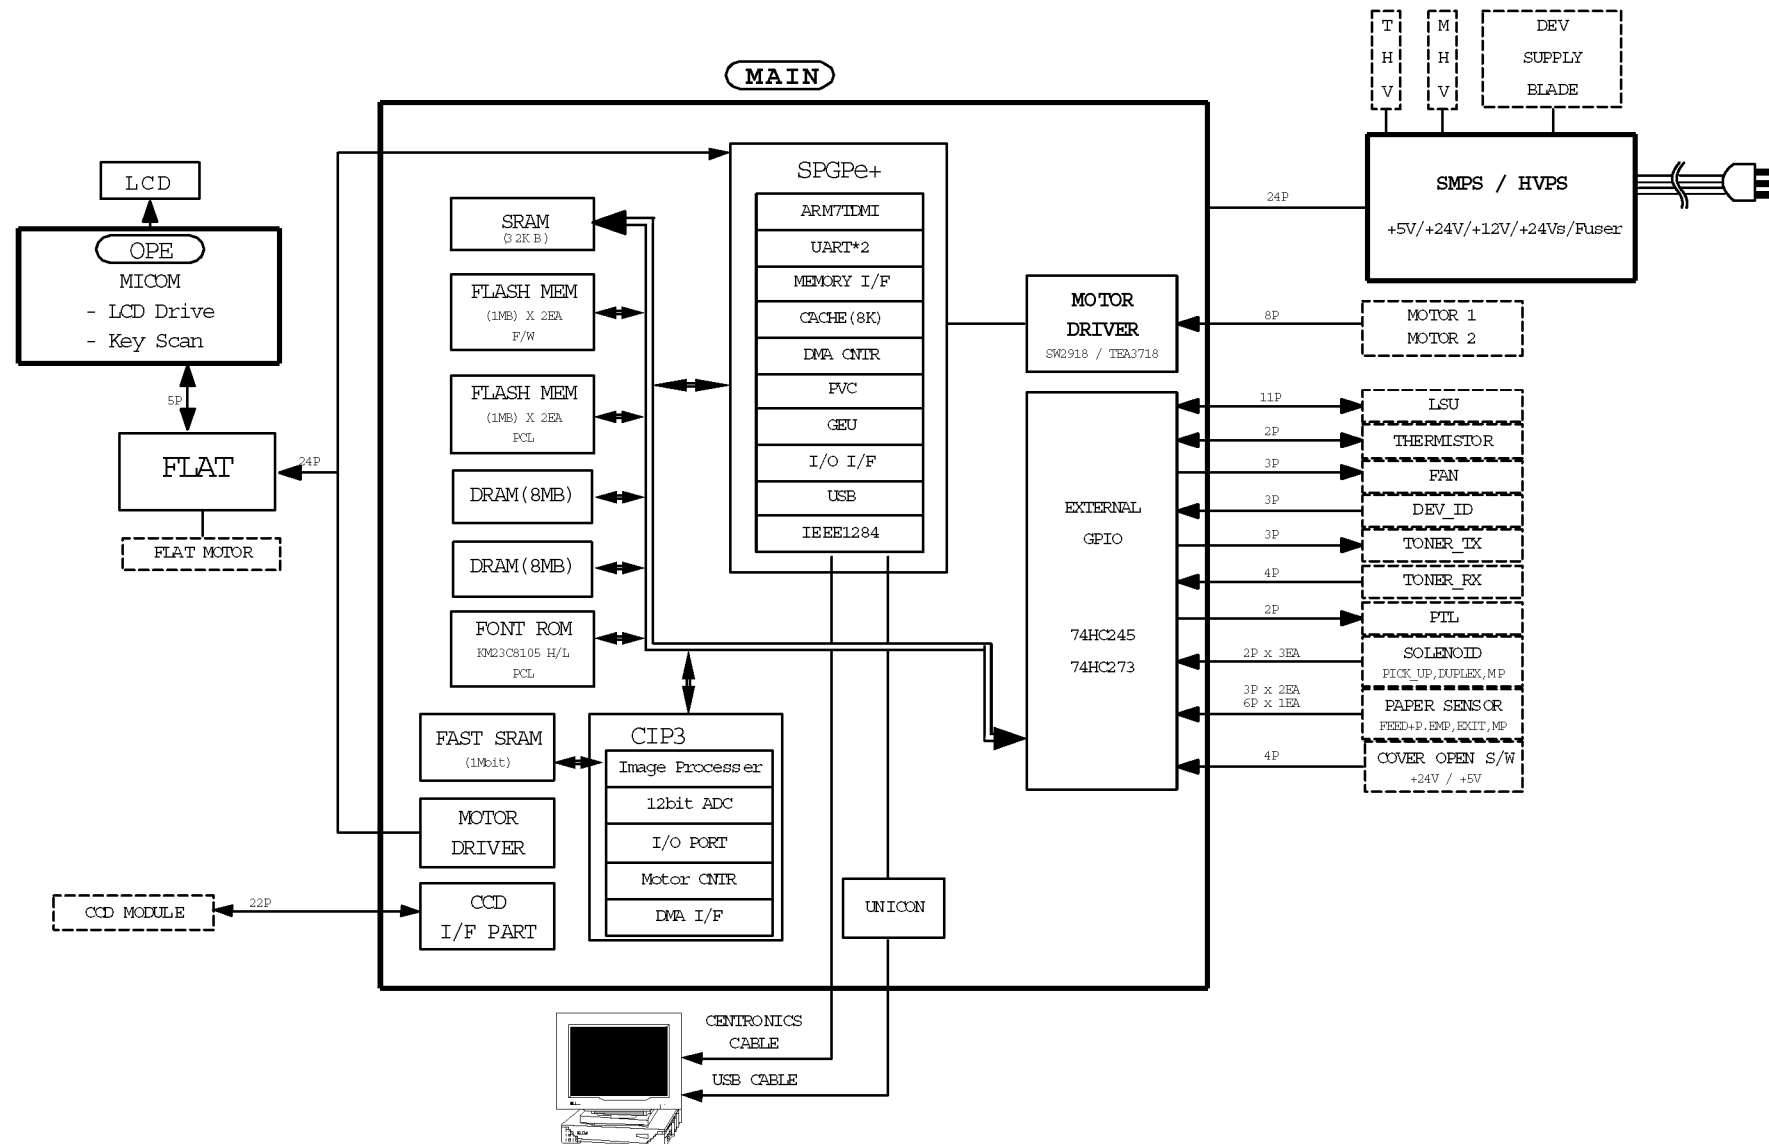 MAIN
T
H
V
M
H
V
DEV
SUPPLY
BLADE
SMPS / HVPS
+5V/+24V/+12V/+24Vs/Fuser
24P
LCD
OPE
MICOM
- LCD Drive
- Key Scan
5P
FLAT
24P
FLAT MOTOR
SRAM
(32KB)
FLASH MEM
(1MB) X 2EA
F/W
FLASH MEM
(1MB) X 2EA
PCL
DRAM(8MB)
DRAM(8MB)
FONT ROM
KM23C8105 H/L
PCL
SPGPe+
ARM7TDMI
UART*2
MEMORY I/F
CACHE(8K)
DMA CNTR
PVC
GEU
I/O I/F
USB
IEEE1284
MOTOR
DRIVER
SW2918 / TEA3718
8P
MOTOR 1
MOTOR 2
EXTERNAL
GPIO
74HC245
74HC273
11P
LSU
2P
THERMISTOR
3P
FAN
3P
DEV_ID
3P
TONER_TX
4P
TONER_RX
2P
PTL
2P x 3EA
SOLENOID
PICK_UP,DUPLEX,MP
3P x 2EA
6P x 1EA
PAPER SENSOR
FEED+P.EMP,EXIT,MP
4P
COVER OPEN S/W
+24V / +5V
FAST SRAM
(1Mbit)
CIP3
Image Processer
12bit ADC
I/O PORT
Motor CNTR
DMA I/F
MOTOR
DRIVER
CCD
I/F PART
22P
CCD MODULE
UNICON
CENTRONICS
CABLE
USB CABLE